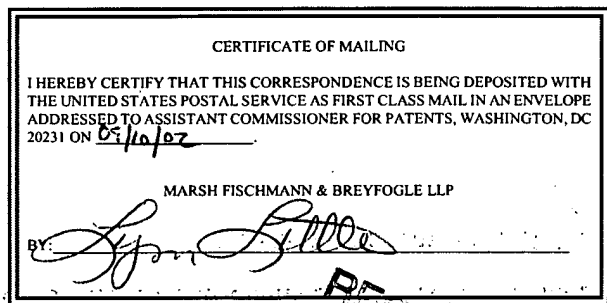 CERTIFICATE OF MAILING
I HEREBY CERTIFY THAT THIS CORRESPONDENCE IS BEING DEPOSITED WITH
THE UNITED STATES POSTAL SERVICE AS FIRST CLASS MAIL IN AN ENVELOPE
ADDRESSED TO ASSISTANT COMMISSIONER FOR PATENTS, WASHINGTON, DC
20231 ON 09/10/02.
MARSH FISCHMANN & BREYFOGLE LLP
BY: